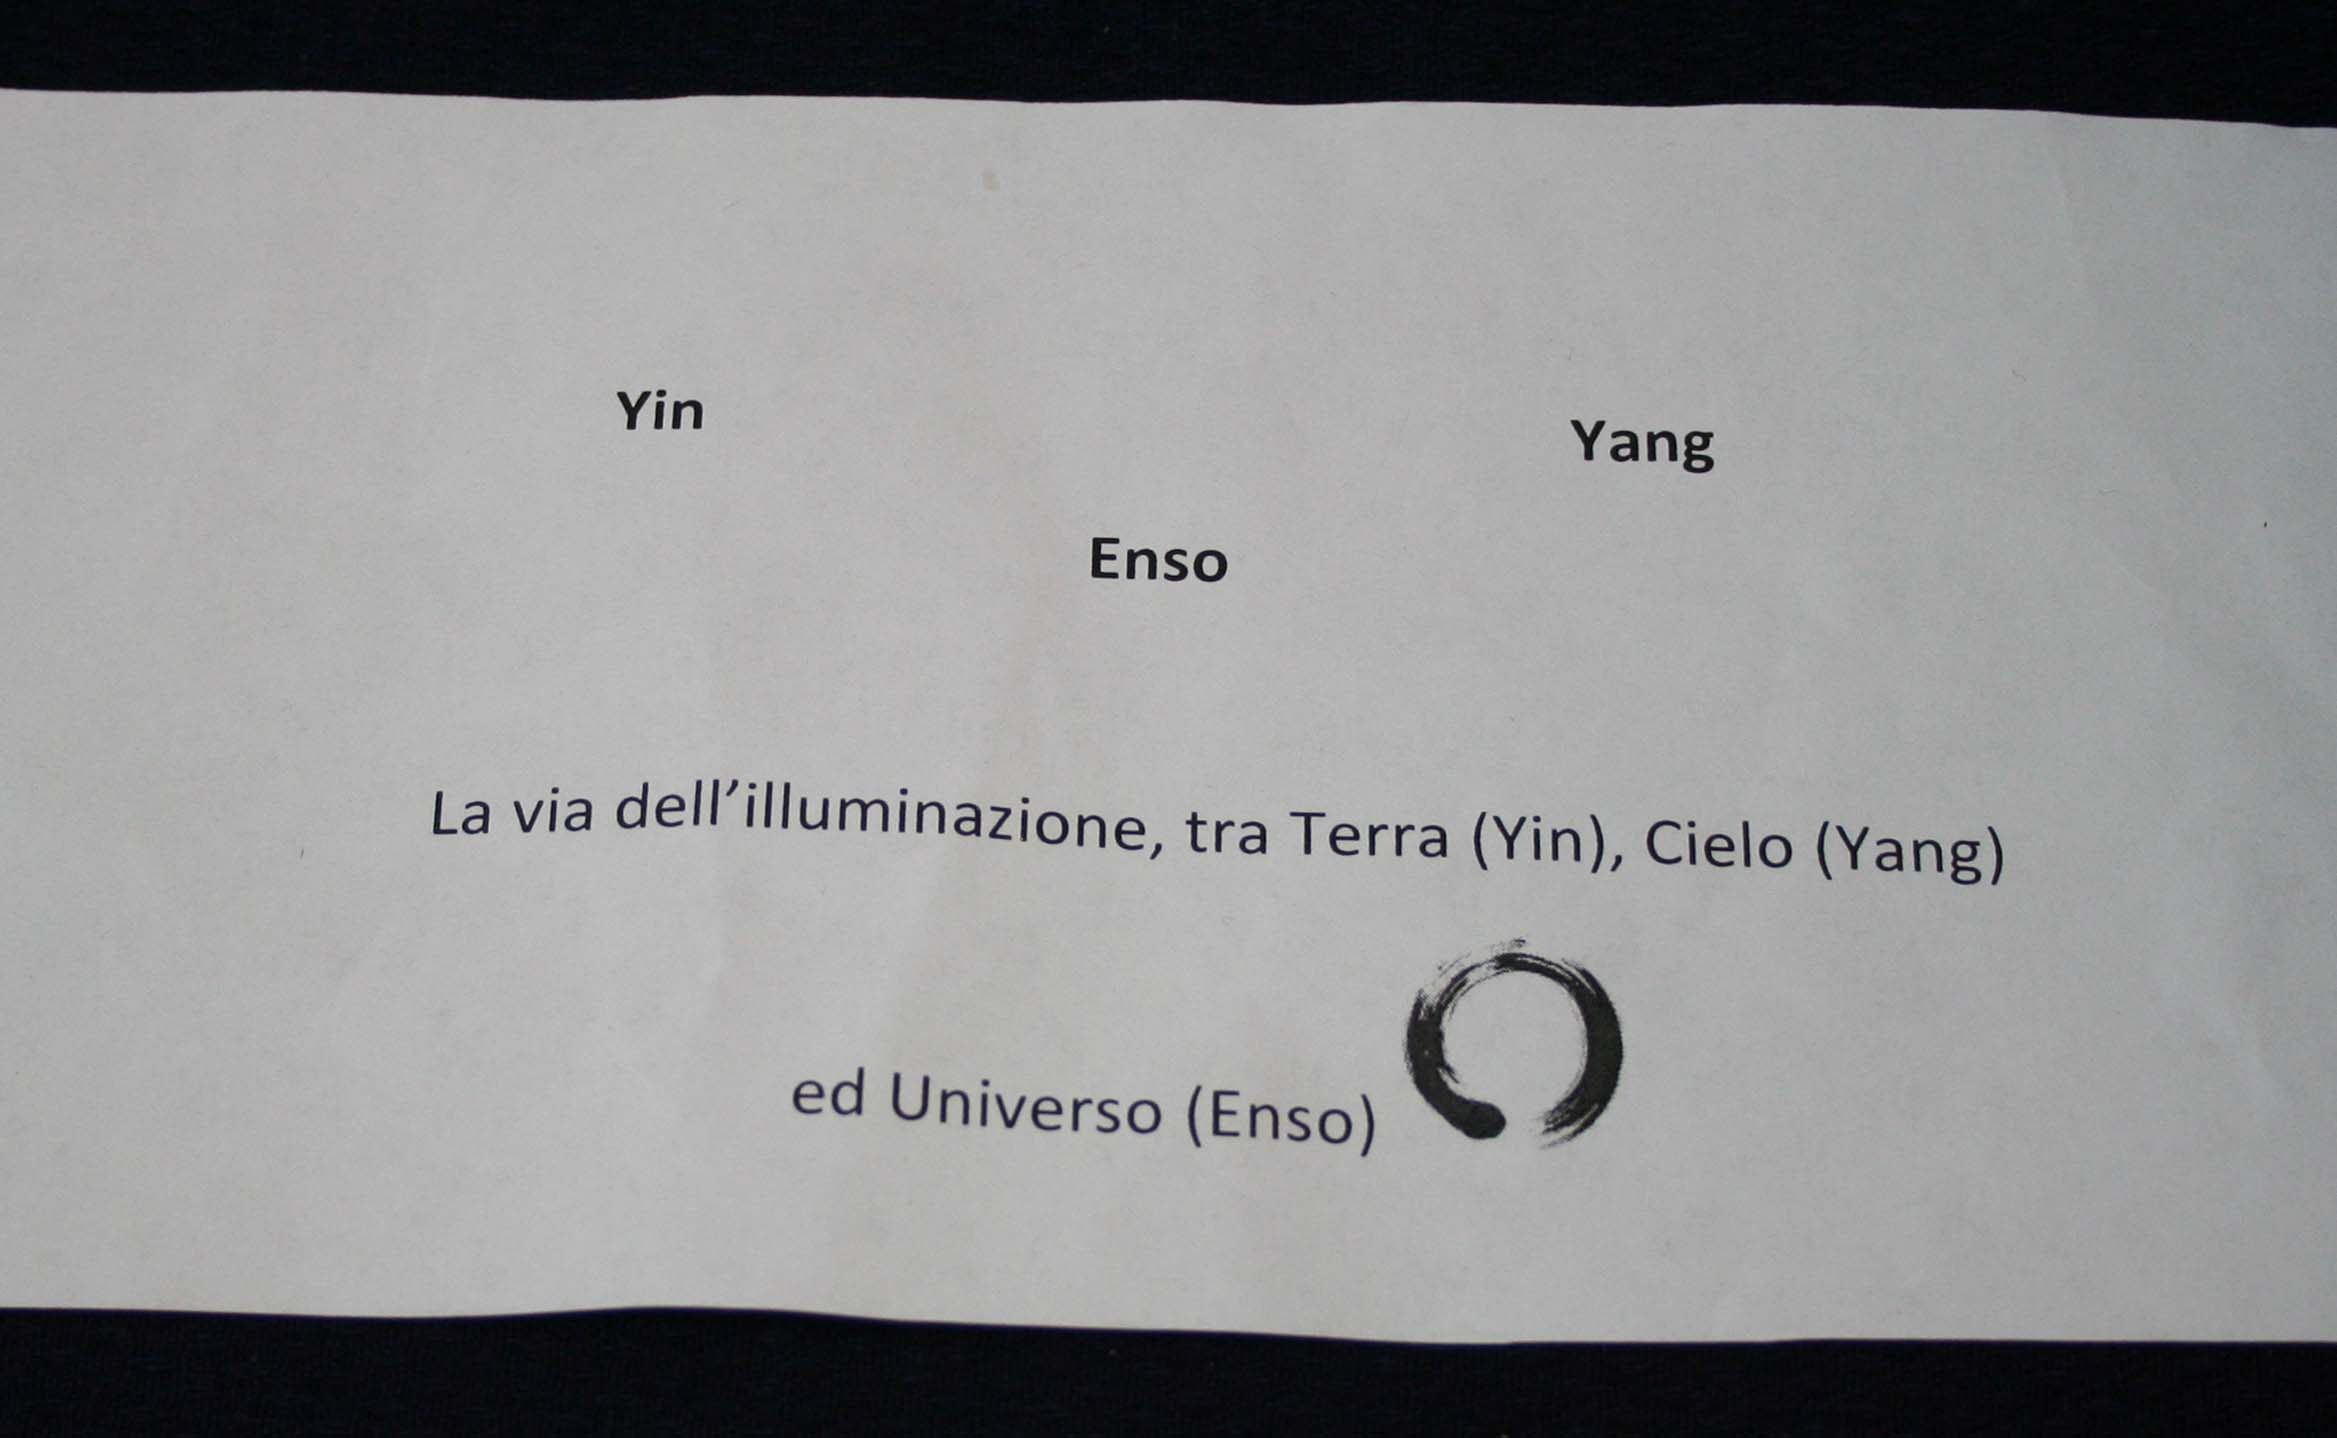 Yin
Yang
Enso
La via dell’illuminazione, tra Terra (Yin), Cielo (Yang)
ed Universo (Enso)